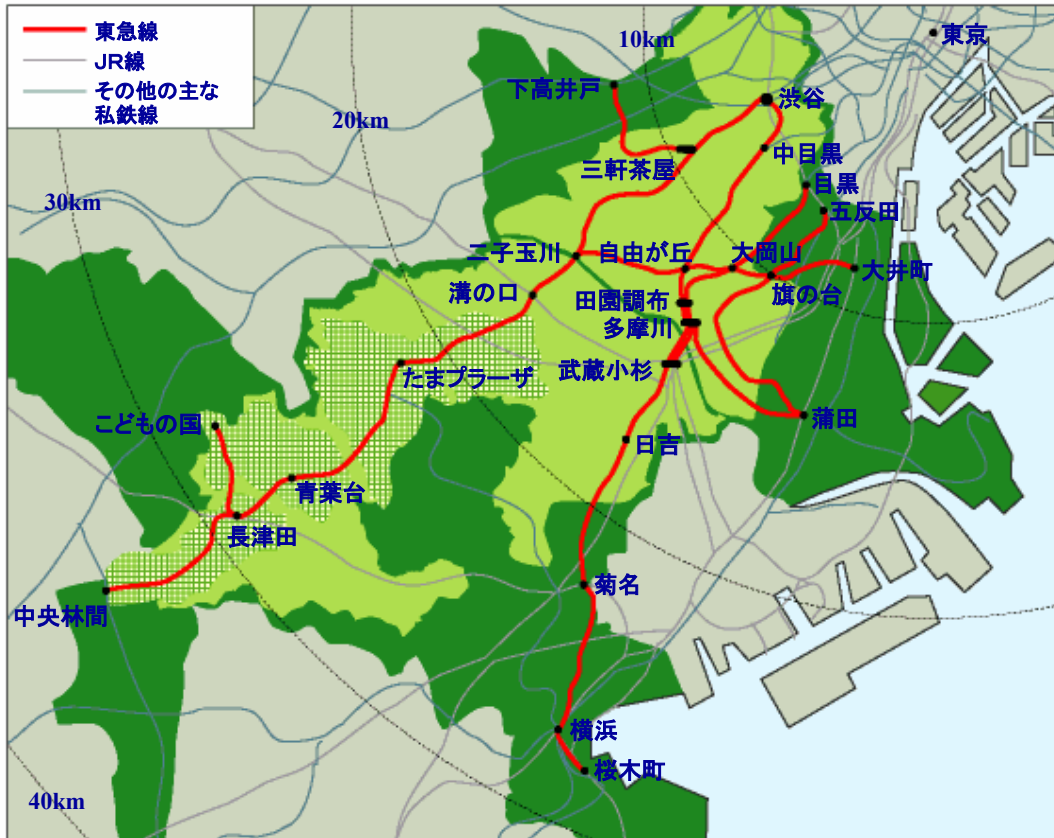 東急線
JR線
その他の主な
私鉄線
10km
東京
下高井戸
渋谷
20km
中目黒
三軒茶屋
目黒
30km
五反田
二子玉川
自由が丘
大岡山
大井町
溝の口
旗の台
田園調布
多摩川
武蔵小杉
たまプラーザ
こどもの国
蒲田
日吉
青葉台
長津田
菊名
中央林間
横浜
桜木町
40km